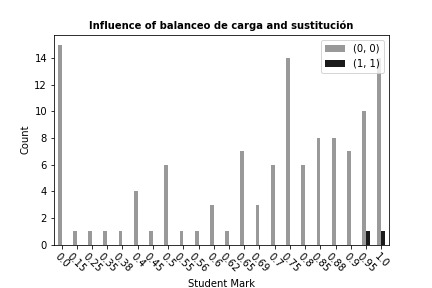 Influence of balanceo de carga and sustitución
(0, 0)
(1, 1)
14
12
10
8
6
4
2
0
Count
0.0 0.15 0.25 0.35 0.38 0.4 0.45 0.5 0.55 0.56 0.6 0.62 0.65 0.69 0.7 0.75 0.8 0.85 0.88 0.9 0.95 1.0
Student Mark